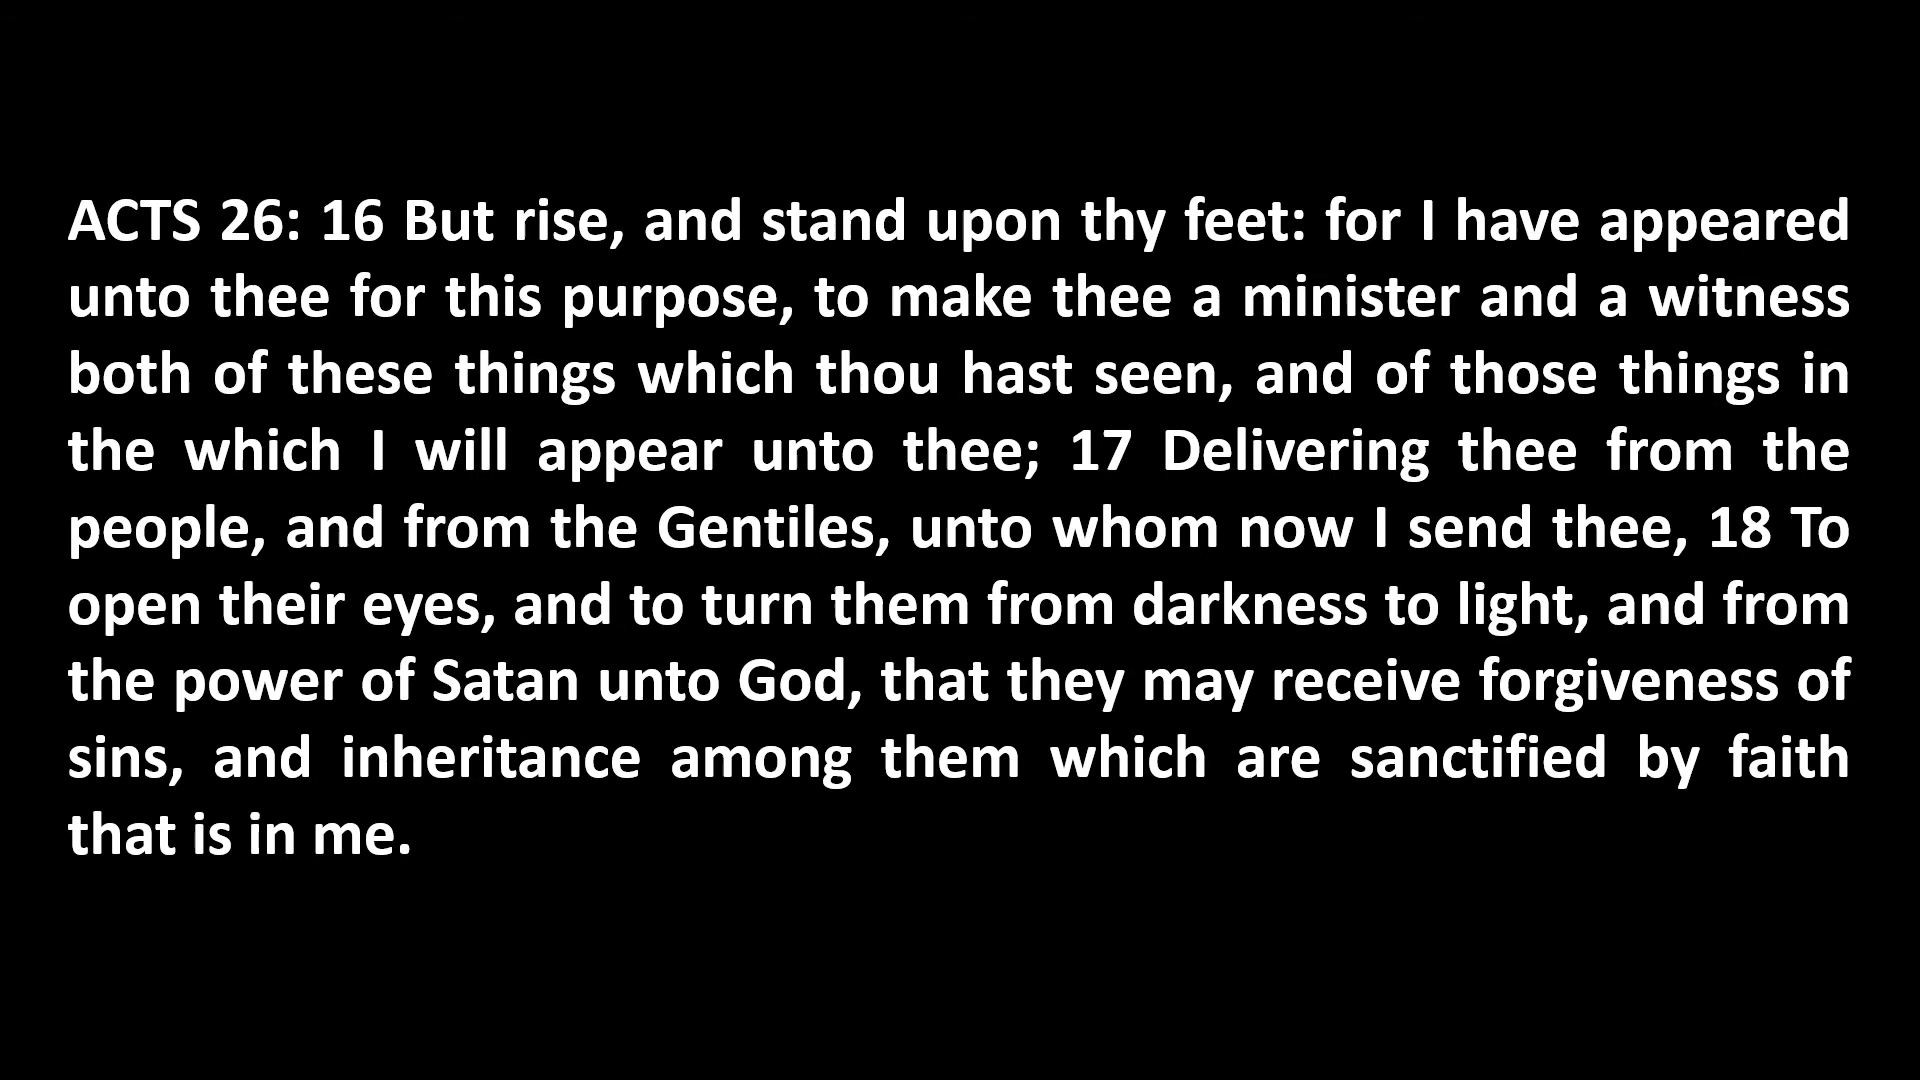 ACTS 26: 16 But rise, and stand upon thy feet: for I have appeared
unto thee for this purpose, to make thee a minister and a witness
both of these things which thou hast seen, and of those things in
the which I will appear unto thee; 17 Delivering thee from the
people, and from the Gentiles, unto whom now I send thee, 18 To
open their eyes, and to turn them from darkness to light, and from
the power of Satan unto God, that they may receive forgiveness of
sins, and inheritance among them which are sanctified by faith
that is in me.